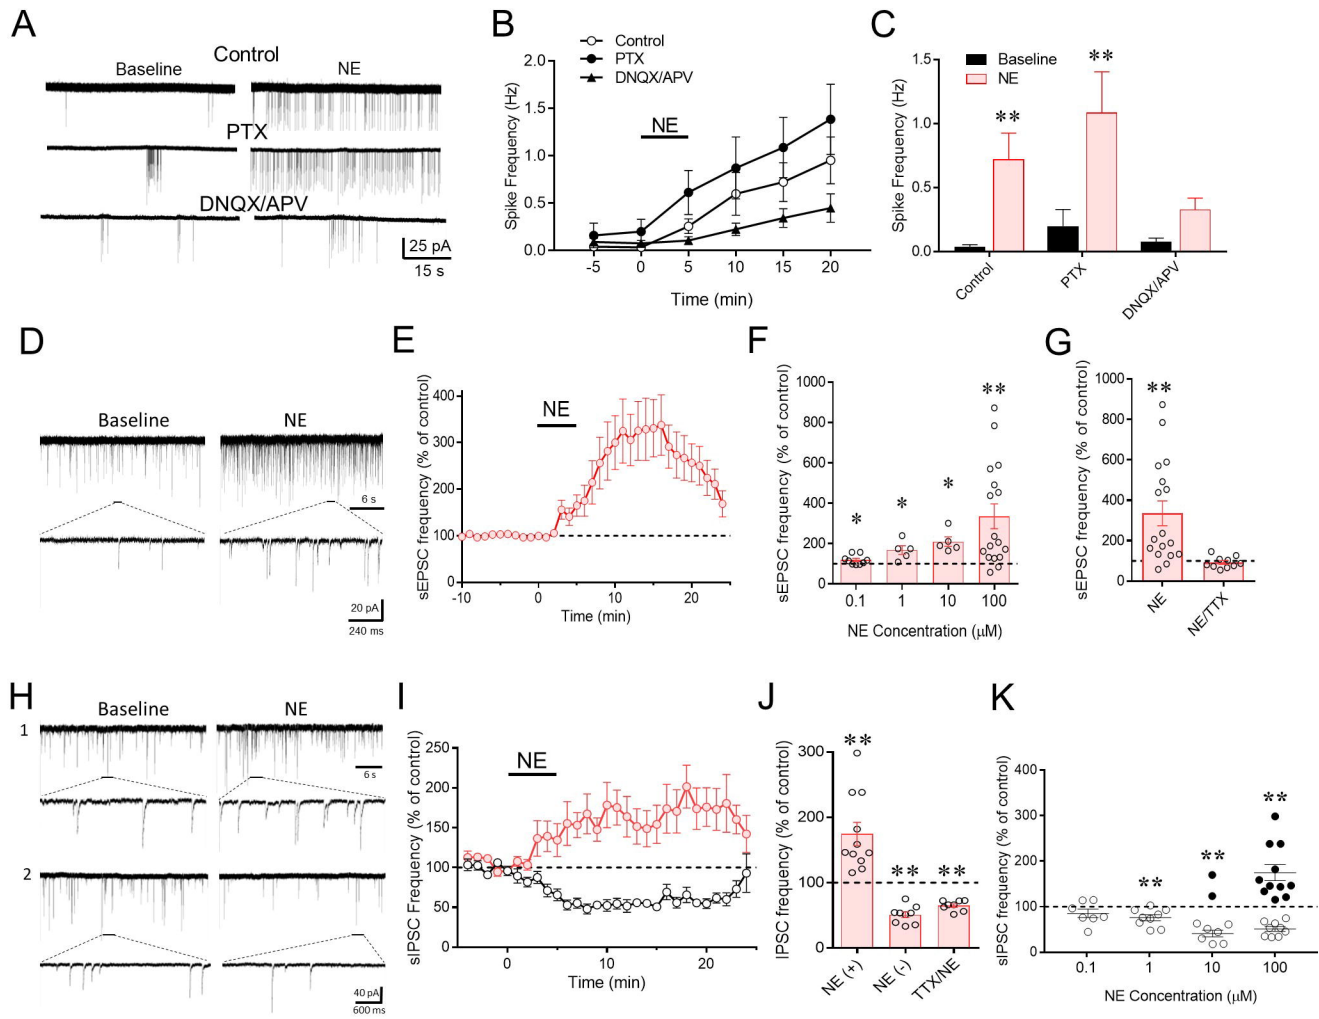 A
Control
Baseline
NE
PTX
DNQX/APV
25 pA
15 s
B
Control
PTX
DNQX/APV
NE
Spike Frequency (Hz)
2.0
1.5
1.0
0.5
0.0
-5 0 5 10 15 20
Time (min)
C
Baseline
NE
**
**
Spike Frequency (Hz)
1.5
1.0
0.5
0.0
Control
PTX
DNQX/APV
D
Baseline
NE
6 s
20 pA
240 ms
E
NE
sEPSC frequency (% of control)
400
300
200
100
0
-10 0 10 20
Time (min)
F
sEPSC frequency (% of control)
1000
800
600
400
200
0
*
*
*
**
0.1 1 10 100
NE Concentration (μM)
G
sEPSC frequency (% of control)
1000
800
600
400
200
0
**
NE
NE/TTX
H
Baseline
NE
1
6 s
2
40 pA
600 ms
I
NE
sIPSC Frequency (% of control)
250
200
150
100
50
0
0 10 20
Time (min)
J
IPSC frequency (% of control)
300
200
100
0
**
**
**
NE (+)
NE (-)
TTX/NE
K
sIPSC frequency (% of control)
400
300
200
100
0
**
**
**
0.1 1 10 100
NE Concentration (μM)